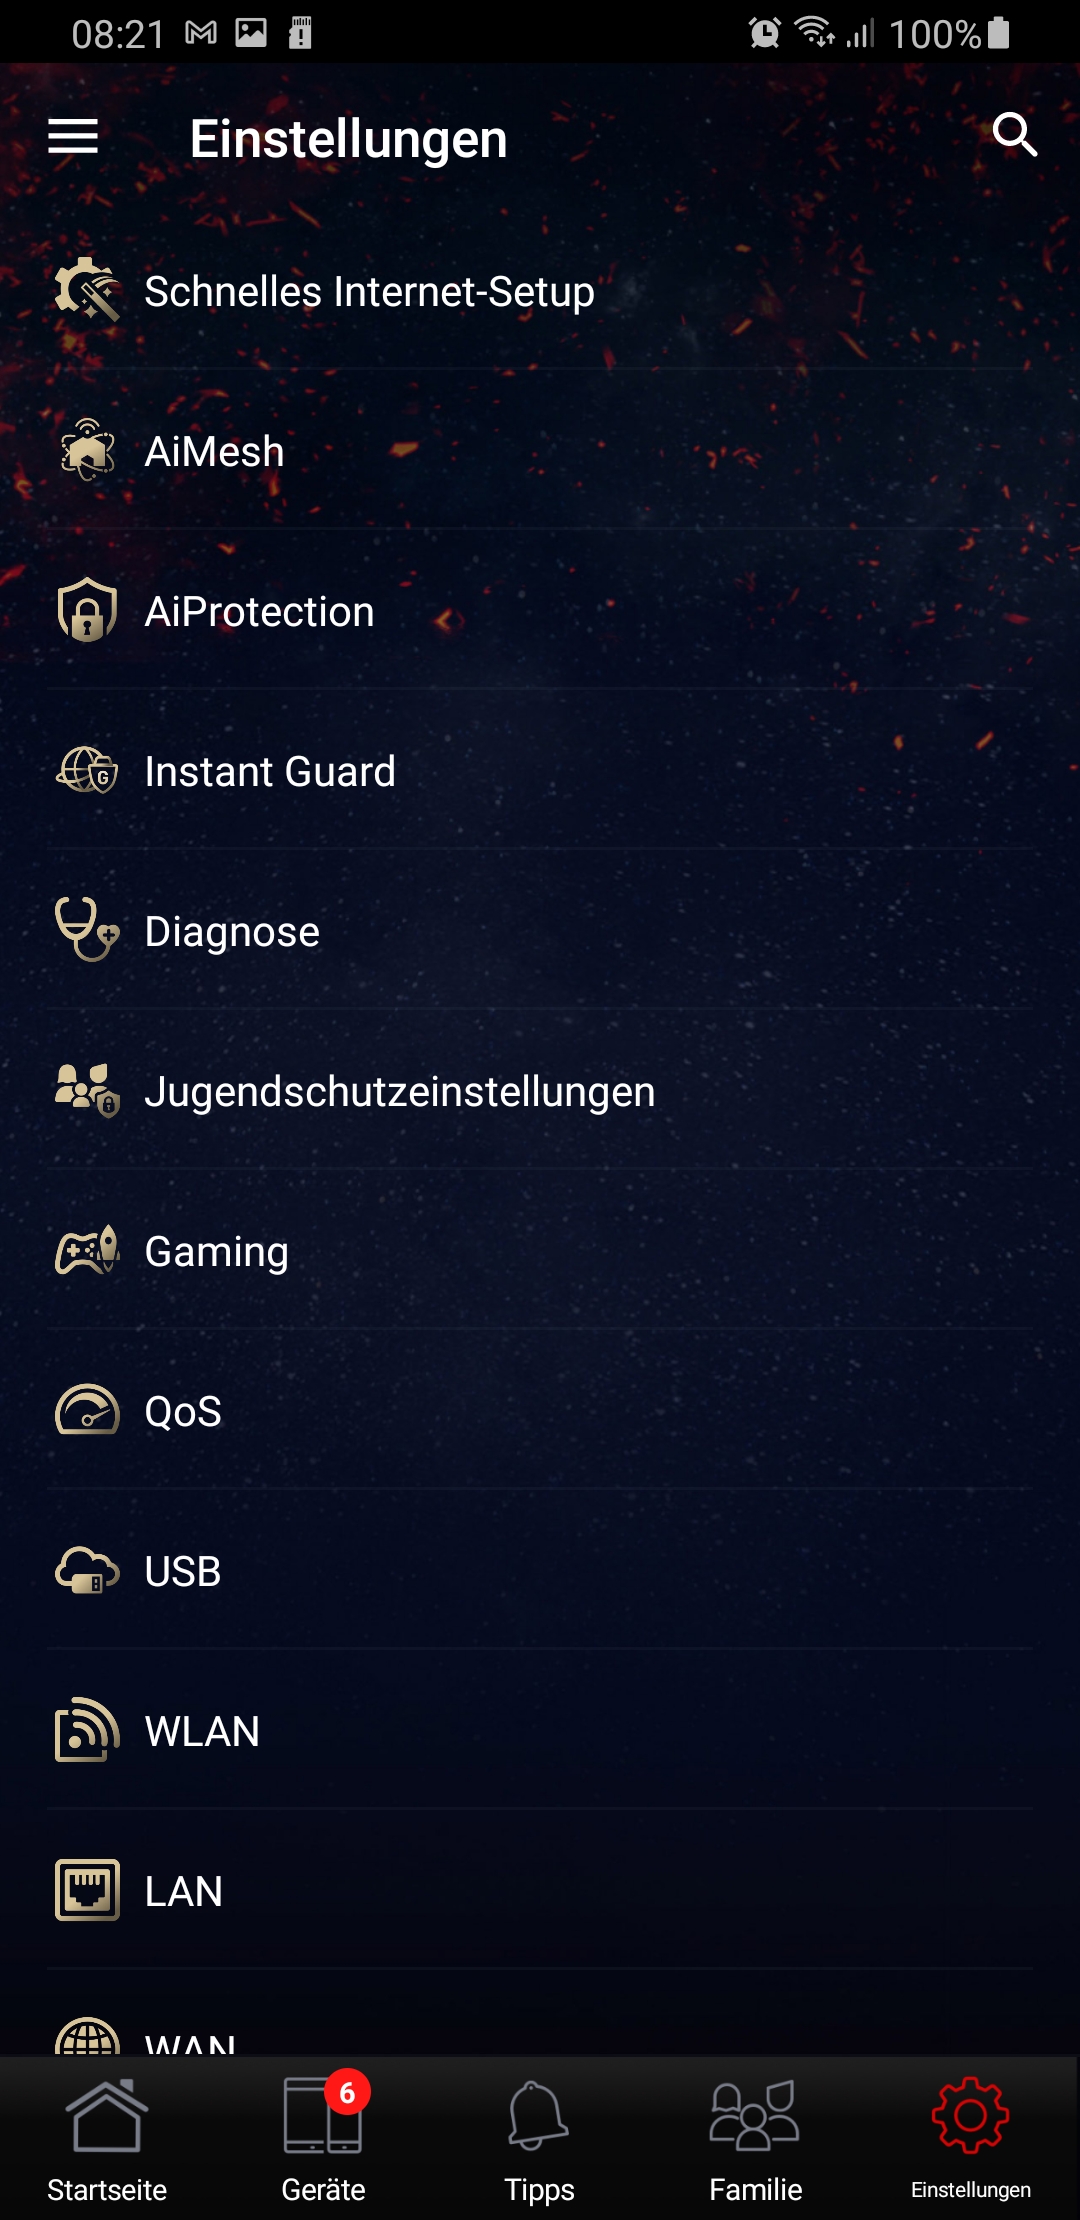 08:21 100%
Einstellungen
Schnelles Internet-Setup
AiMesh
AiProtection
Instant Guard
Diagnose
Jugendschutzeinstellungen
Gaming
QoS
USB
WLAN
LAN
WAN
6
Startseite Geräte Tipps Familie Einstellungen